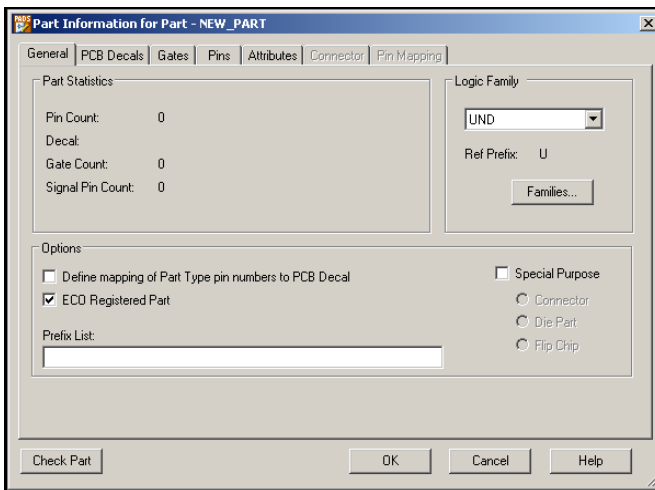 PADS
Part Information for Part - NEW_PART
General PCB Decals Gates Pins Attributes Connector Pin Mapping
Part Statistics
Pin Count: 0
Decal:
Gate Count: 0
Signal Pin Count: 0
Logic Family
UND
Ref Prefix: U
Families...
Options
Define mapping of Part Type pin numbers to PCB Decal
ECO Registered Part
Prefix List:
Special Purpose
Connector
Die Part
Flip Chip
Check Part OK Cancel Help